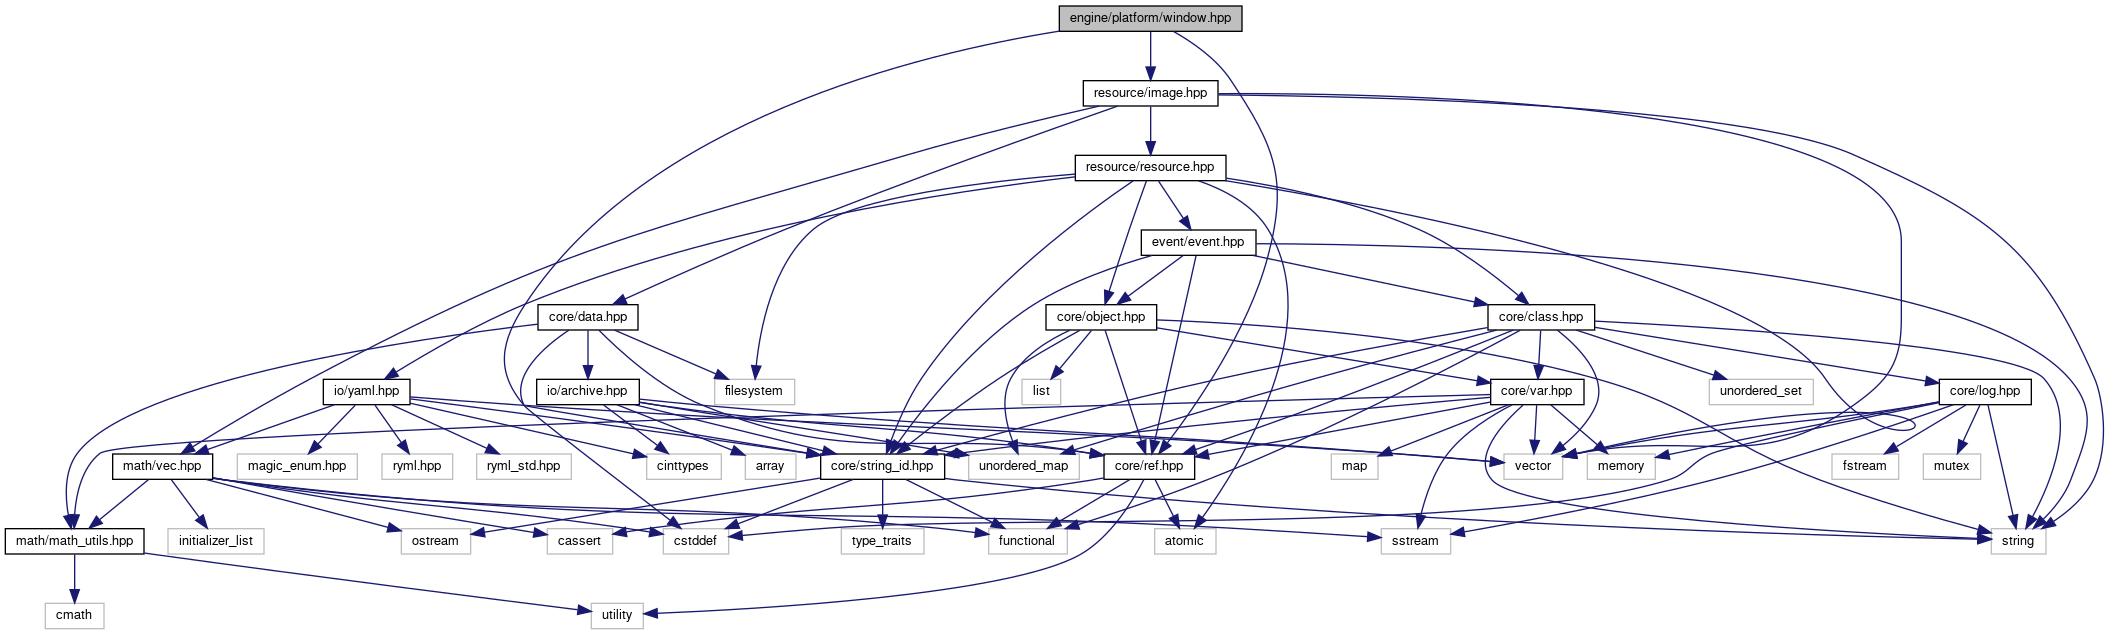 engine/platform/window.hpp
resource/image.hpp
resource/resource.hpp
event/event.hpp
core/data.hpp
core/object.hpp
core/class.hpp
io/yaml.hpp
io/archive.hpp
filesystem
list
core/var.hpp
unordered_set
core/log.hpp
math/vec.hpp
magic_enum.hpp
ryml.hpp
ryml_std.hpp
cinttypes
array
core/string_id.hpp
unordered_map
core/ref.hpp
map
vector
memory
fstream
mutex
math/math_utils.hpp
initializer_list
ostream
cassert
cstddef
type_traits
functional
atomic
sstream
string
cmath
utility